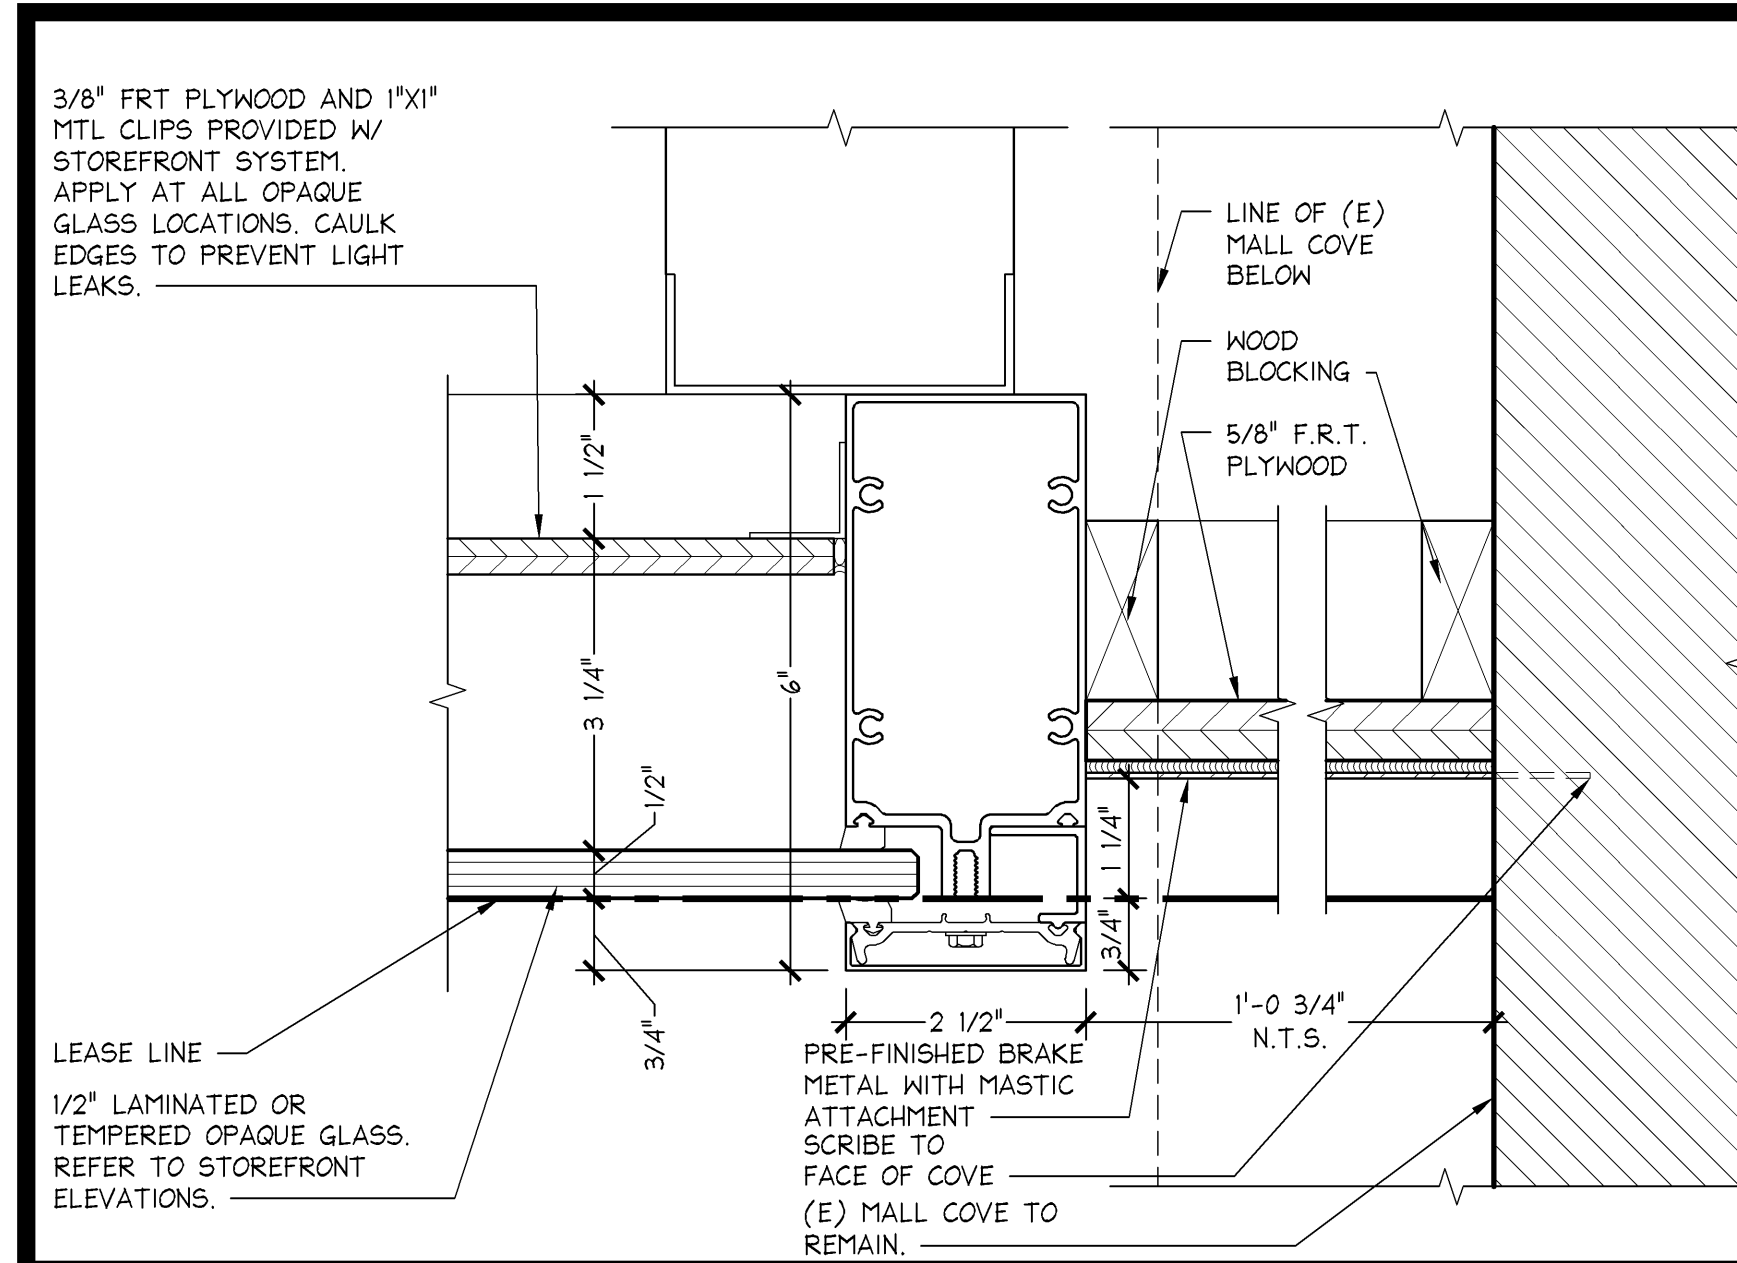 3/8" FRT PLYWOOD AND 1"X1"
MTL CLIPS PROVIDED W/
STOREFRONT SYSTEM.
APPLY AT ALL OPAQUE
GLASS LOCATIONS. CAULK
EDGES TO PREVENT LIGHT
LEAKS.
LINE OF (E)
MALL COVE
BELOW
WOOD
BLOCKING
5/8" F.R.T.
PLYWOOD
1 1/2"
3 1/4"
6"
1/2"
1 1/4"
3/4"
3/4"
2 1/2"
1'-0 3/4"
N.T.S.
LEASE LINE
1/2" LAMINATED OR
TEMPERED OPAQUE GLASS.
REFER TO STOREFRONT
ELEVATIONS.
PRE-FINISHED BRAKE
METAL WITH MASTIC
ATTACHMENT
SCRIBE TO
FACE OF COVE
(E) MALL COVE TO
REMAIN.